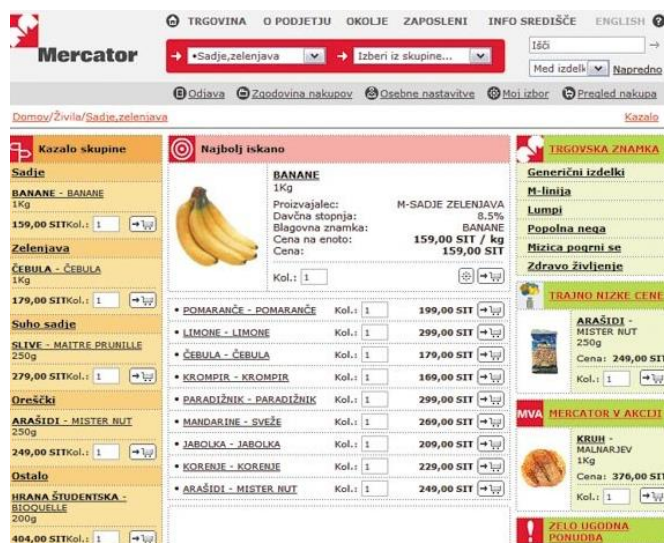 TRGOVINA O PODJETJU OKOLJE ZAPOSLENI INFO SREDIŠČE ENGLISH
Mercator
•Sadje,zelenjava
Izberi iz skupine...
Išči
Med izdelk
Napredno
Odjava Zgodovina nakupov Osebne nastavitve Moj izbor Pregled nakupa
Domov/Živila/Sadje,zelenjava
Kazalo
Kazalo skupine
Sadje
BANANE - BANANE
1Kg
159,00 SITKol.: 1
Zelenjava
ČEBULA - ČEBULA
1Kg
179,00 SITKol.: 1
Suho sadje
SLIVE - MAITRE PRUNILLE
250g
279,00 SITKol.: 1
Oreščki
ARAŠIDI - MISTER NUT
250g
249,00 SITKol.: 1
Ostalo
HRANA ŠTUDENTSKA -
BIOQUELLE
200g
404,00 SITKol.: 1
Najbolj iskano
BANANE
1Kg
Proizvajalec: M-SADJE ZELENJAVA
Davčna stopnja: 8.5%
Blagovna znamka: BANANE
Cena na enoto: 159,00 SIT / kg
Cena: 159,00 SIT
Kol.: 1
• POMARANČE - POMARANČE Kol.: 1 199,00 SIT
• LIMONE - LIMONE Kol.: 1 299,00 SIT
• ČEBULA - ČEBULA Kol.: 1 179,00 SIT
• KROMPIR - KROMPIR Kol.: 1 169,00 SIT
• PARADIŽNIK - PARADIŽNIK Kol.: 1 299,00 SIT
• MANDARINE - SVEŽE Kol.: 1 269,00 SIT
• JABOLKA - JABOLKA Kol.: 1 209,00 SIT
• KORENJE - KORENJE Kol.: 1 229,00 SIT
• ARAŠIDI - MISTER NUT Kol.: 1 249,00 SIT
TRGOVSKA ZNAMKA
Generični izdelki
M-linija
Lumpi
Popolna nega
Mizica pogrni se
Zdravo življenje
TRAJNO NIZKE CENE
ARAŠIDI -
MISTER NUT
250g
Cena: 249,00 SIT
Kol.: 1
MVA MERCATOR V AKCIJI
KRUH -
MALNARJEV
1Kg
Cena: 376,00 SIT
Kol.: 1
ZELO UGODNA
PONUDBA